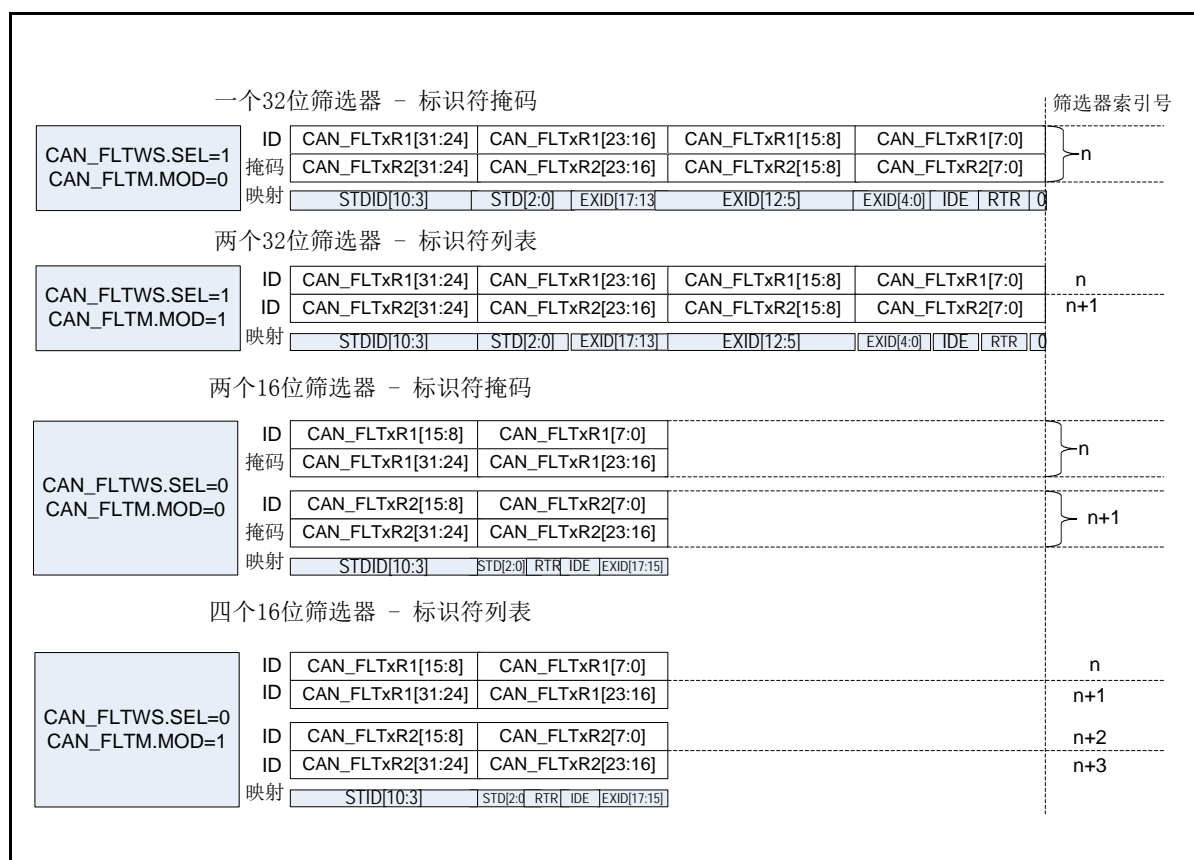 一个32位筛选器 - 标识符掩码
筛选器索引号
CAN_FLTWS.SEL=1
CAN_FLTM.MOD=0
ID CAN_FLTxR1[31:24] CAN_FLTxR1[23:16] CAN_FLTxR1[15:8] CAN_FLTxR1[7:0]
掩码 CAN_FLTxR2[31:24] CAN_FLTxR2[23:16] CAN_FLTxR2[15:8] CAN_FLTxR2[7:0]
n
映射 STDID[10:3] STD[2:0] EXID[17:13 EXID[12:5] EXID[4:0] IDE RTR 0
两个32位筛选器 - 标识符列表
CAN_FLTWS.SEL=1
CAN_FLTM.MOD=1
ID CAN_FLTxR1[31:24] CAN_FLTxR1[23:16] CAN_FLTxR1[15:8] CAN_FLTxR1[7:0] n
ID CAN_FLTxR2[31:24] CAN_FLTxR2[23:16] CAN_FLTxR2[15:8] CAN_FLTxR2[7:0] n+1
映射 STDID[10:3] STD[2:0] EXID[17:13] EXID[12:5] EXID[4:0] IDE RTR 0
两个16位筛选器 - 标识符掩码
CAN_FLTWS.SEL=0
CAN_FLTM.MOD=0
ID CAN_FLTxR1[15:8] CAN_FLTxR1[7:0]
掩码 CAN_FLTxR1[31:24] CAN_FLTxR1[23:16]
n
ID CAN_FLTxR2[15:8] CAN_FLTxR2[7:0]
掩码 CAN_FLTxR2[31:24] CAN_FLTxR2[23:16]
n+1
映射 STDID[10:3] STD[2:0] RTR IDE EXID[17:15]
四个16位筛选器 - 标识符列表
CAN_FLTWS.SEL=0
CAN_FLTM.MOD=1
ID CAN_FLTxR1[15:8] CAN_FLTxR1[7:0] n
ID CAN_FLTxR1[31:24] CAN_FLTxR1[23:16] n+1
ID CAN_FLTxR2[15:8] CAN_FLTxR2[7:0] n+2
ID CAN_FLTxR2[31:24] CAN_FLTxR2[23:16] n+3
映射 STID[10:3] STD[2:0 RTR IDE EXID[17:15]